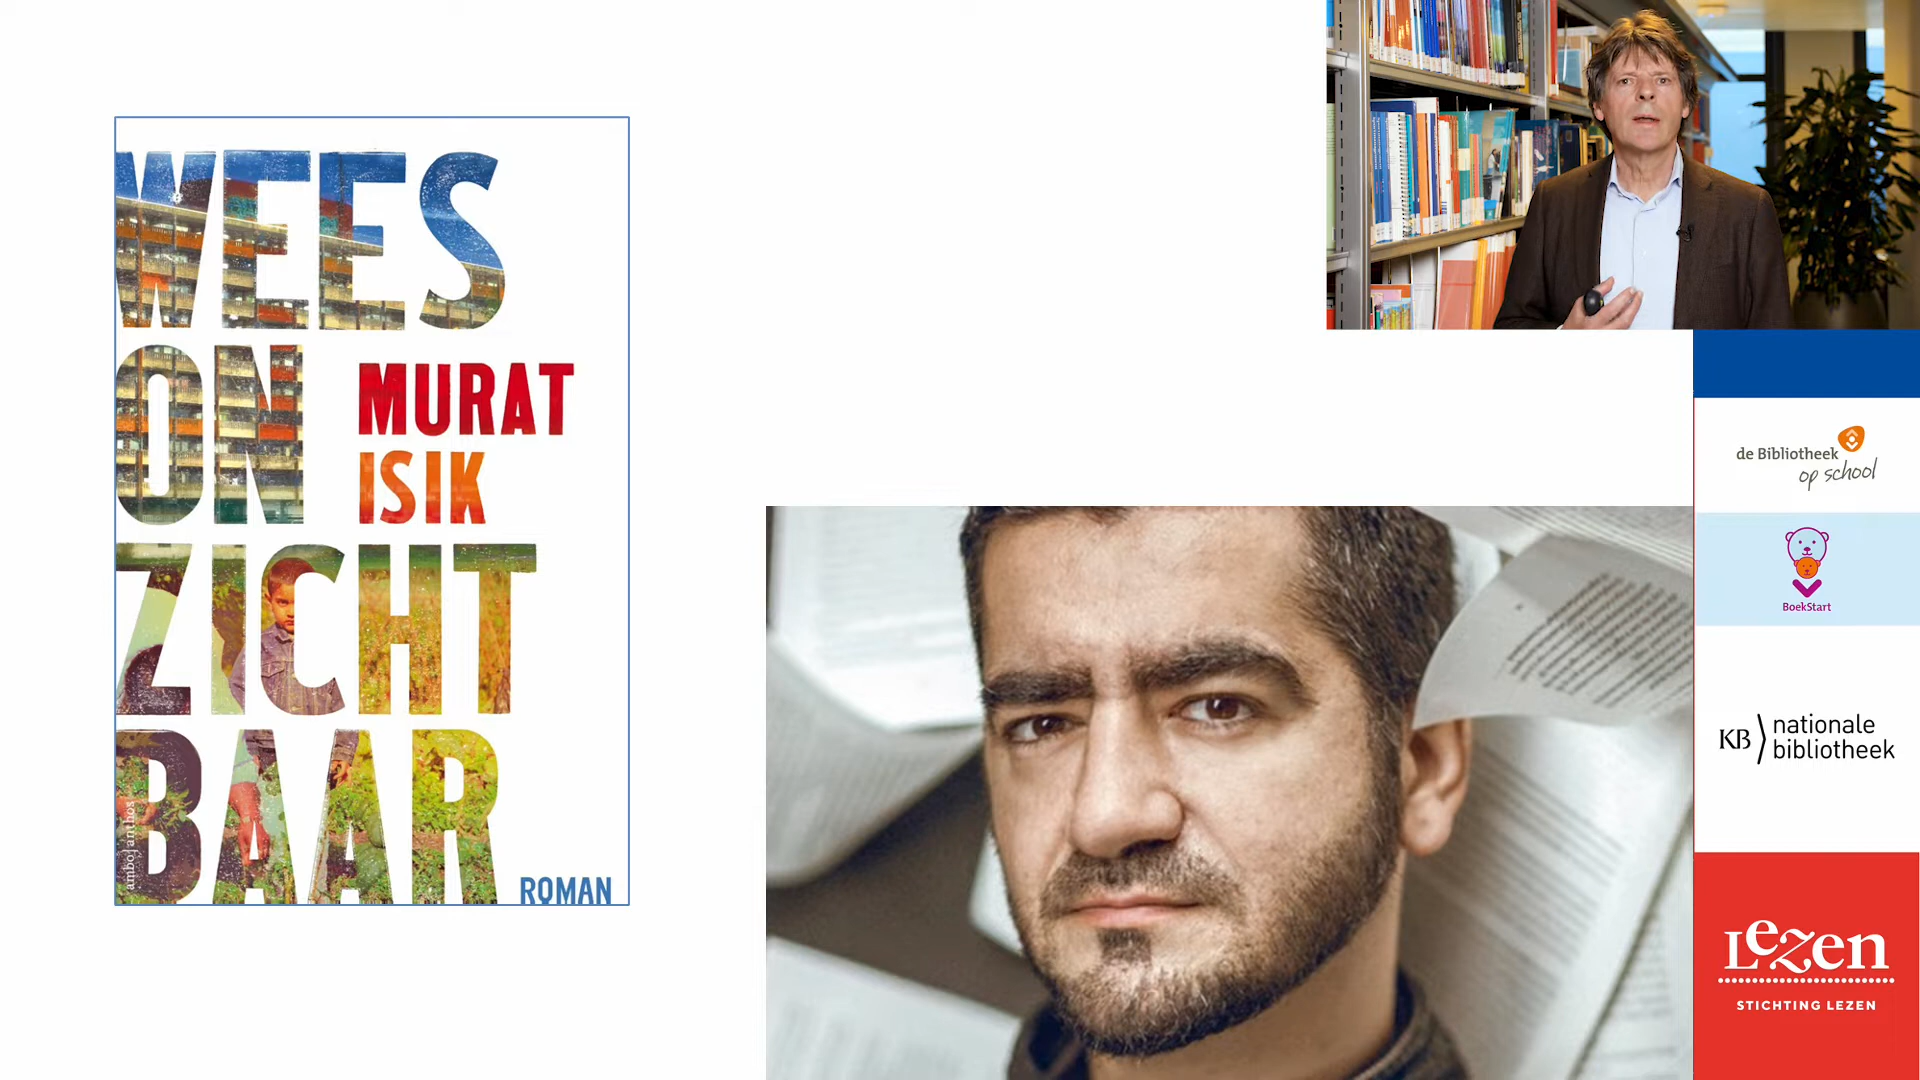 WEES
ON
MURAT
ISIK
ZICHT
BAAR
ROMAN
ambo|anthos
de Bibliotheek
op school
BoekStart
KB
nationale
bibliotheek
Lezen
STICHTING LEZEN